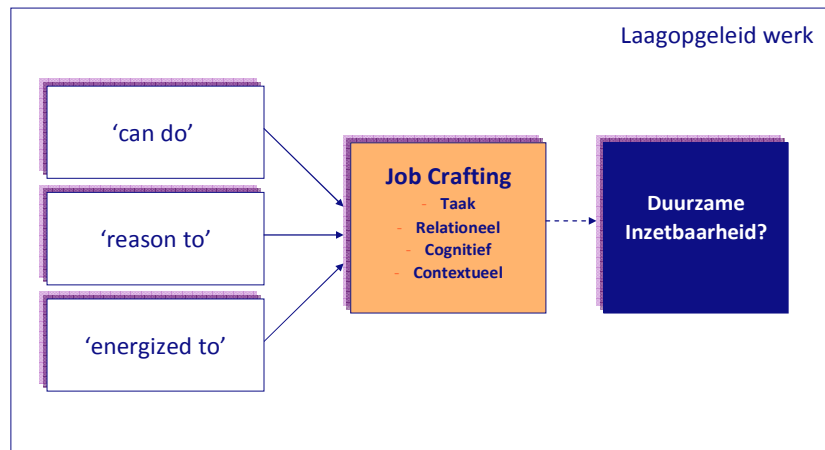 Laagopgeleid werk
‘can do’
‘reason to’
‘energized to’
Job Crafting
- Taak
- Relationeel
- Cognitief
- Contextueel
Duurzame
Inzetbaarheid?